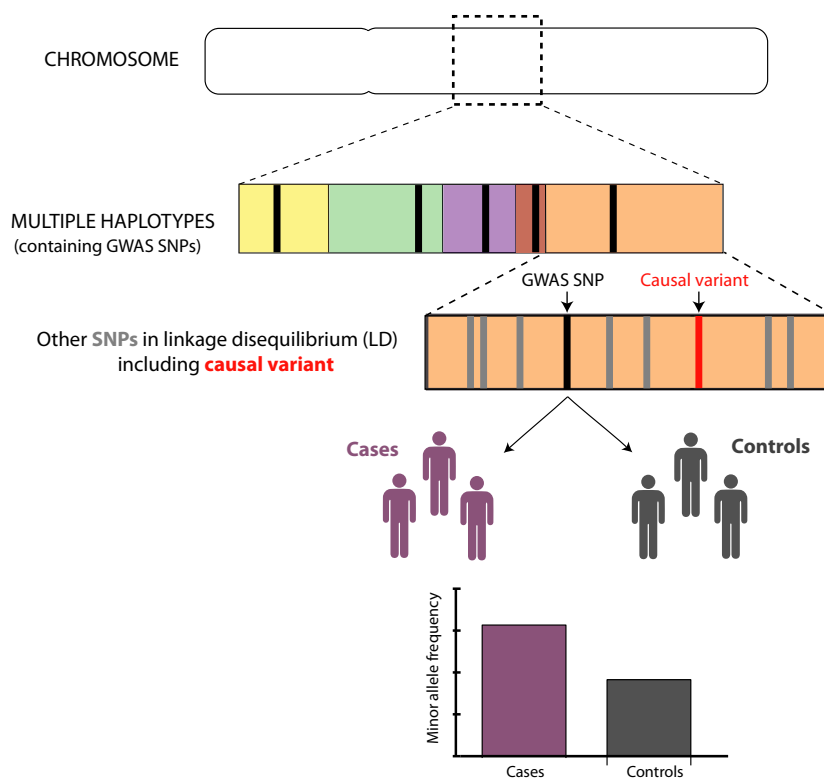 CHROMOSOME
MULTIPLE HAPLOTYPES
(containing GWAS SNPs)
GWAS SNP
Causal variant
Other SNPs in linkage disequilibrium (LD)
including causal variant
Cases
Controls
Minor allele frequency
Cases
Controls